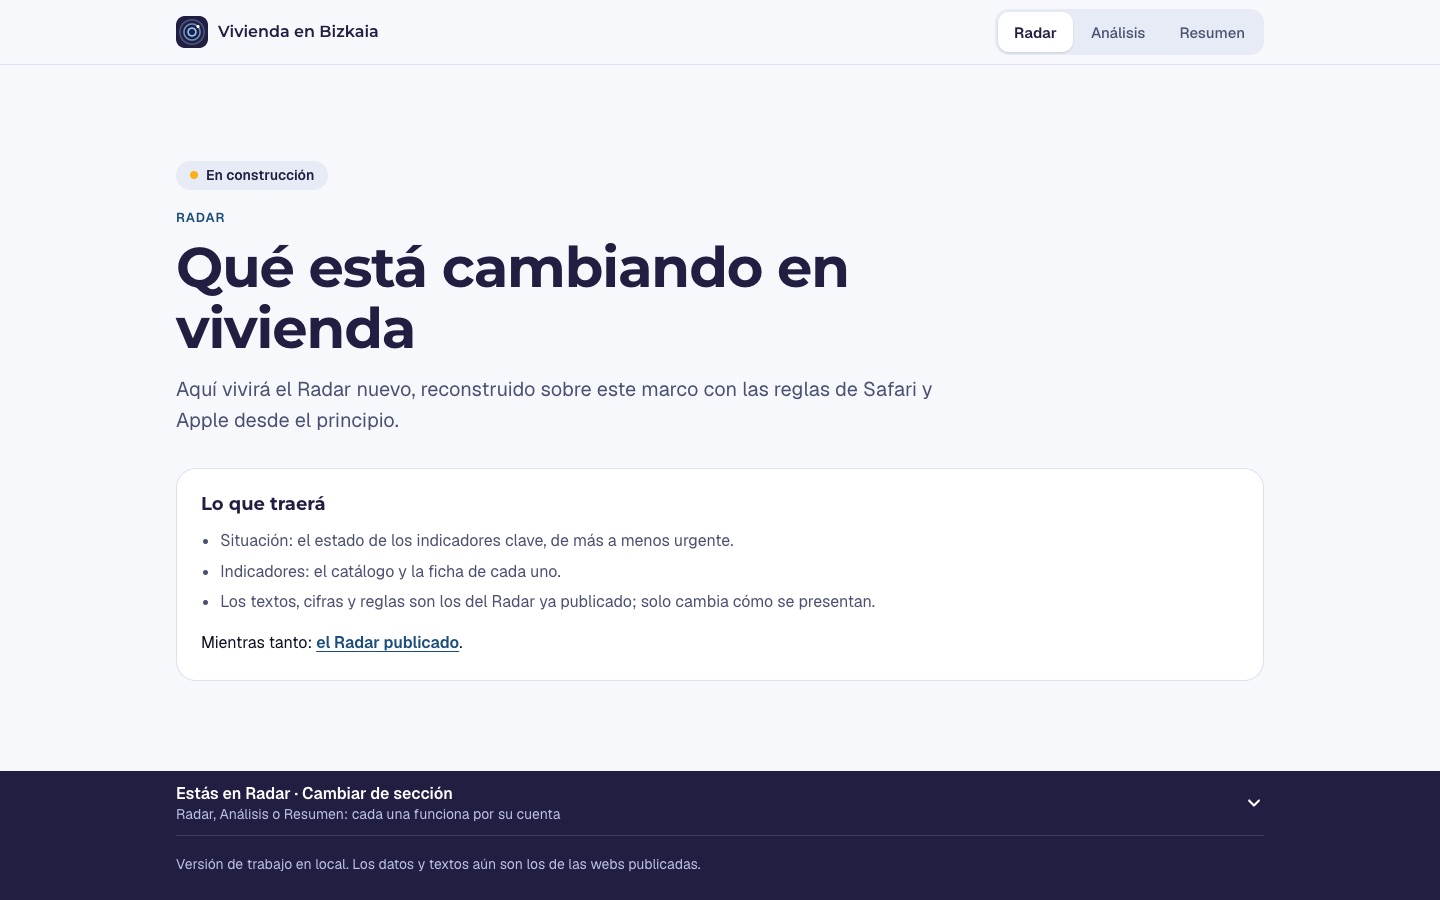 Vivienda en Bizkaia
Radar
Análisis
Resumen
En construcción
RADAR
Qué está cambiando en
vivienda
Aquí vivirá el Radar nuevo, reconstruido sobre este marco con las reglas de Safari y
Apple desde el principio.
Lo que traerá
• Situación: el estado de los indicadores clave, de más a menos urgente.
• Indicadores: el catálogo y la ficha de cada uno.
• Los textos, cifras y reglas son los del Radar ya publicado; solo cambia cómo se presentan.
Mientras tanto: el Radar publicado.
Estás en Radar · Cambiar de sección
Radar, Análisis o Resumen: cada una funciona por su cuenta
Versión de trabajo en local. Los datos y textos aún son los de las webs publicadas.